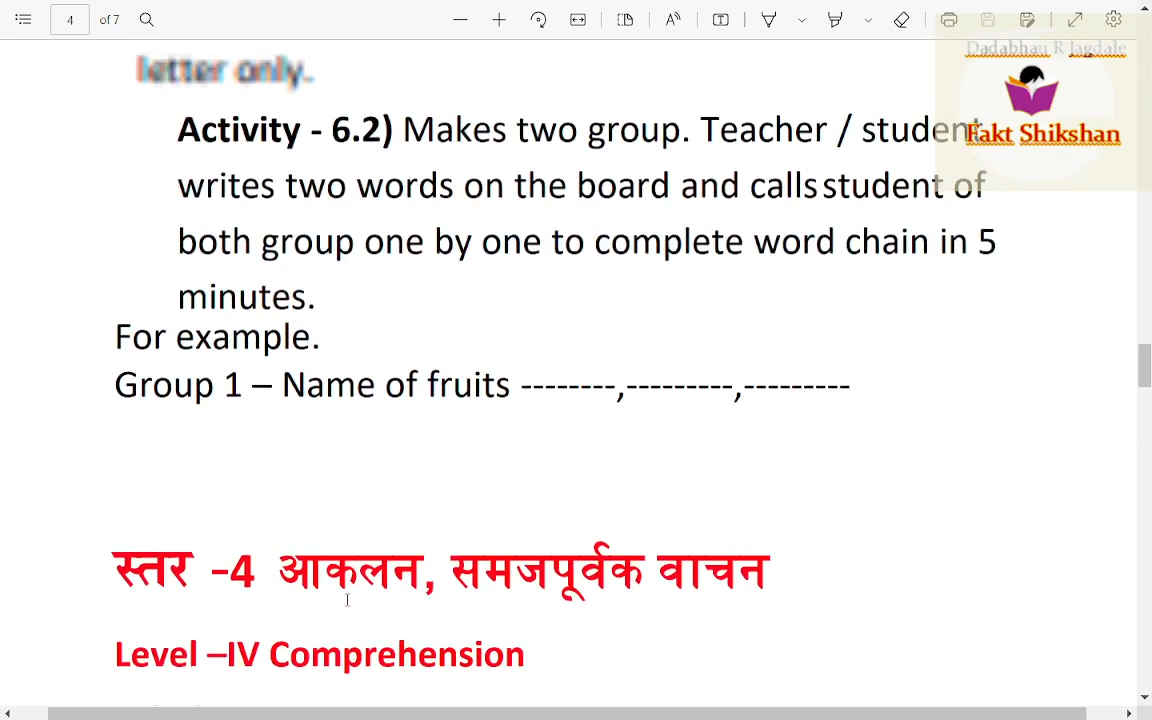 4 of 7
Dadabhau R Jagdale
Fakt Shikshan
letter only.
Activity - 6.2) Makes two group. Teacher / student
writes two words on the board and calls student of
both group one by one to complete word chain in 5
minutes.
For example.
Group 1 – Name of fruits --------,---------,---------
स्तर -4 आकलन, समजपूर्वक वाचन
Level –IV Comprehension